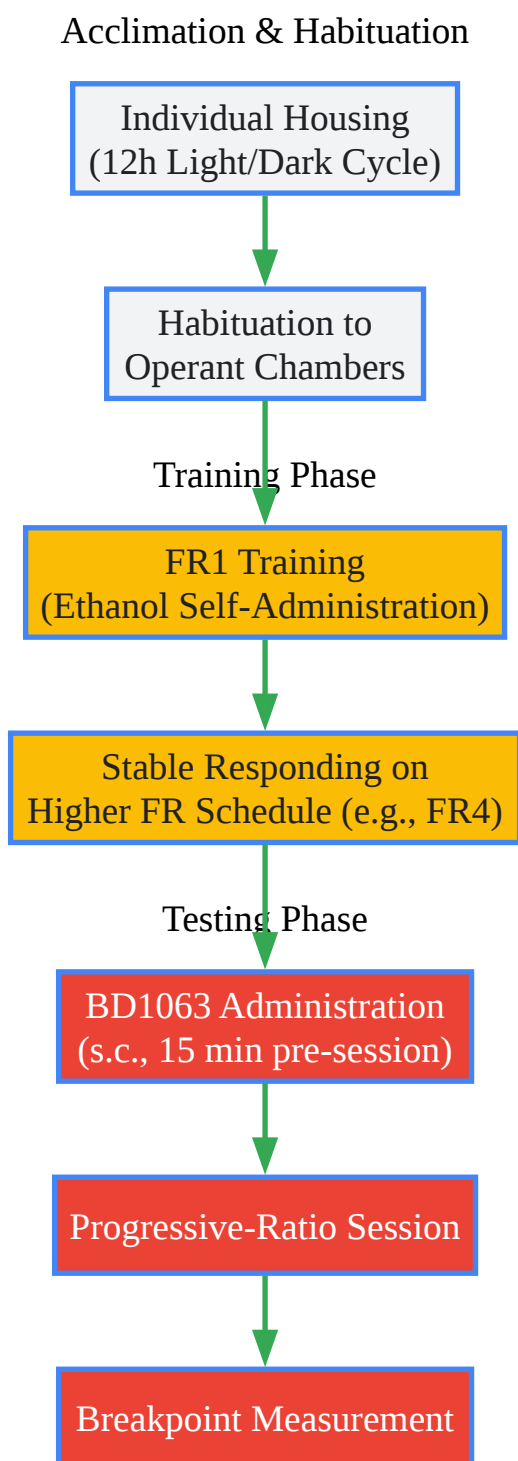 Acclimation & Habituation
Individual Housing
(12h Light/Dark Cycle)
Habituation to
Operant Chambers
Training Phase
FR1 Training
(Ethanol Self-Administration)
Stable Responding on
Higher FR Schedule (e.g., FR4)
Testing Phase
BD1063 Administration
(s.c., 15 min pre-session)
Progressive-Ratio Session
Breakpoint Measurement